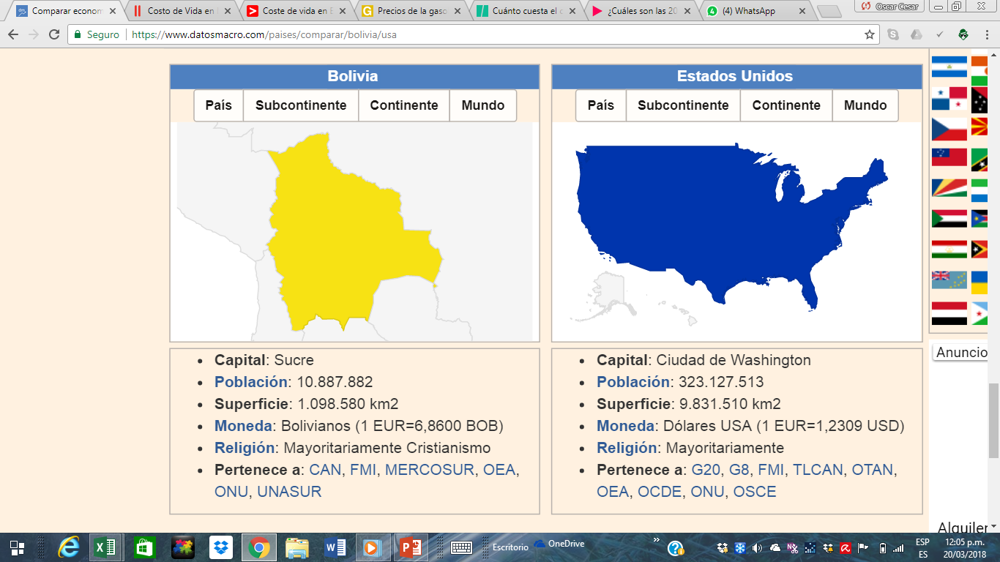 Comparar econom
Costo de Vida en
Coste de vida en E
Precios de la gaso
Cuánto cuesta el c
¿Cuáles son las 20
(4) WhatsApp
Oscar Cesar
Seguro
https://www.datosmacro.com/paises/comparar/bolivia/usa
Bolivia
País Subcontinente Continente Mundo
Capital: Sucre
Población: 10.887.882
Superficie: 1.098.580 km2
Moneda: Bolivianos (1 EUR=6,8600 BOB)
Religión: Mayoritariamente Cristianismo
Pertenece a: CAN, FMI, MERCOSUR, OEA,
ONU, UNASUR
Estados Unidos
País Subcontinente Continente Mundo
Capital: Ciudad de Washington
Población: 323.127.513
Superficie: 9.831.510 km2
Moneda: Dólares USA (1 EUR=1,2309 USD)
Religión: Mayoritariamente
Pertenece a: G20, G8, FMI, TLCAN, OTAN,
OEA, OCDE, ONU, OSCE
Anuncio
Alquiler
Escritorio
OneDrive
ESP
ES
12:05 p.m.
20/03/2018